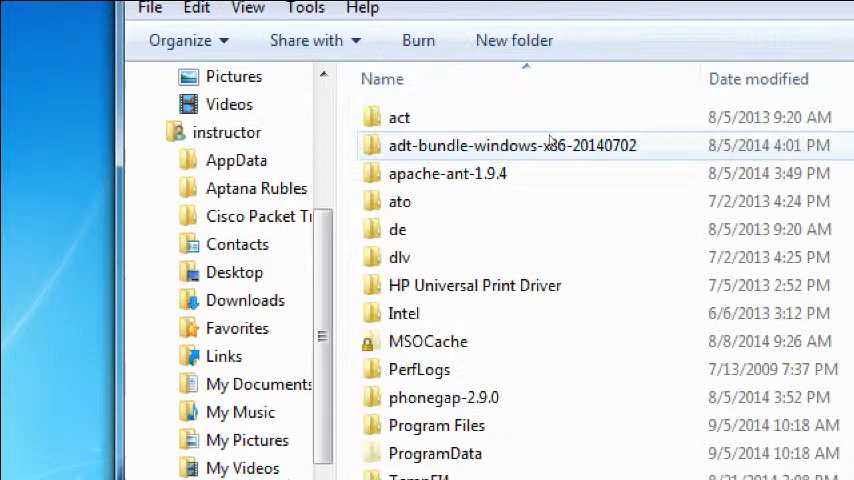 File Edit View Tools Help
Organize Share with Burn New folder
Pictures
Videos
instructor
AppData
Aptana Rubles
Cisco Packet Tr
Contacts
Desktop
Downloads
Favorites
Links
My Documents
My Music
My Pictures
My Videos
Name Date modified
act 8/5/2013 9:20 AM
adt-bundle-windows-x86-20140702 8/5/2014 4:01 PM
apache-ant-1.9.4 8/5/2014 3:49 PM
ato 7/2/2013 4:24 PM
de 8/5/2013 9:20 AM
dlv 7/2/2013 4:25 PM
HP Universal Print Driver 7/5/2013 2:52 PM
Intel 6/6/2013 3:12 PM
MSOCache 8/8/2014 9:26 AM
PerfLogs 7/13/2009 7:37 PM
phonegap-2.9.0 8/5/2014 3:52 PM
Program Files 9/5/2014 10:18 AM
ProgramData 9/5/2014 10:18 AM